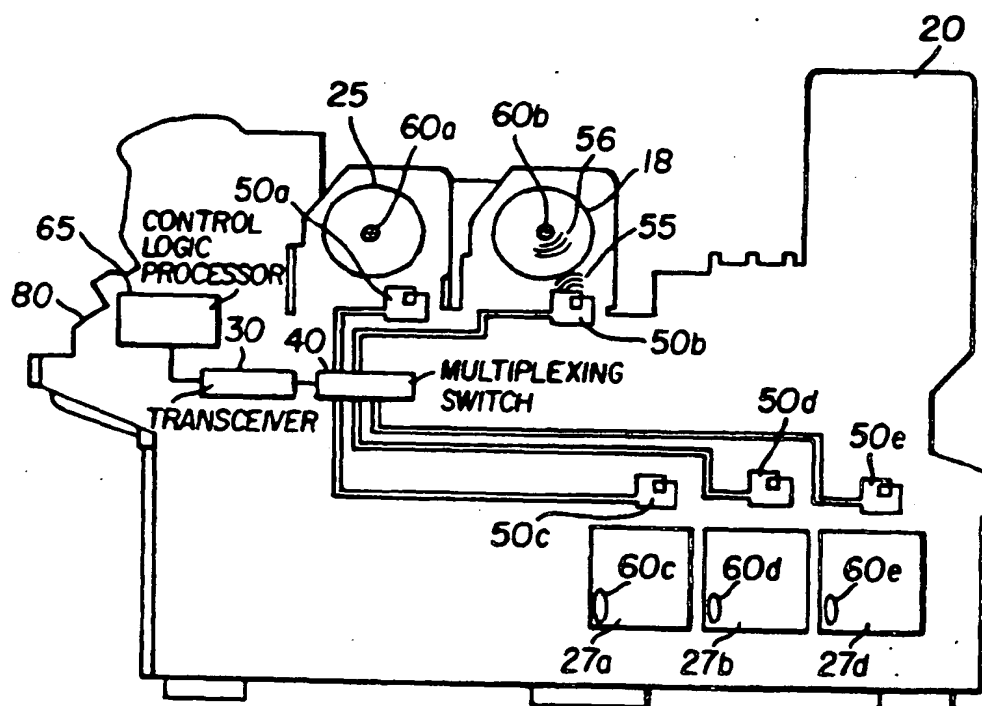 20
25
60a
60b
56
18
50a
55
CONTROL
LOGIC
PROCESSOR
65
80
30
40
50b
MULTIPLEXING
SWITCH
TRANSCEIVER
50d
50e
50c
60c
60d
60e
27a
27b
27d